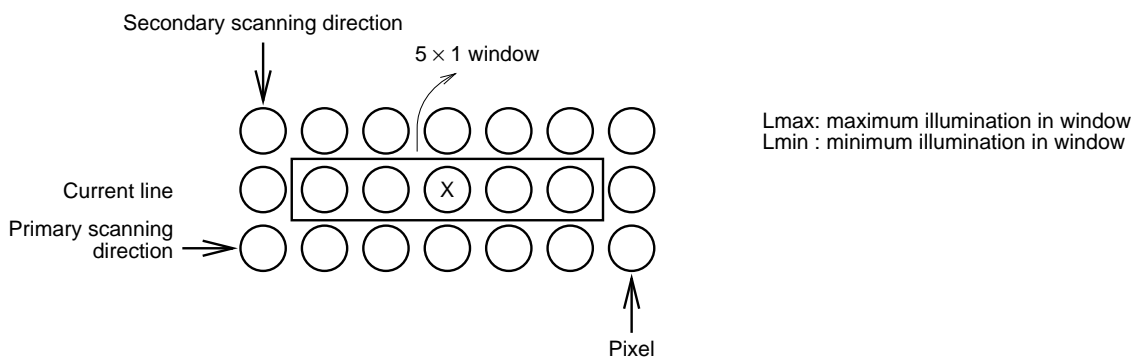 Secondary scanning direction
5 × 1 window
Lmax: maximum illumination in window
Lmin : minimum illumination in window
Current line
X
Primary scanning
direction
Pixel